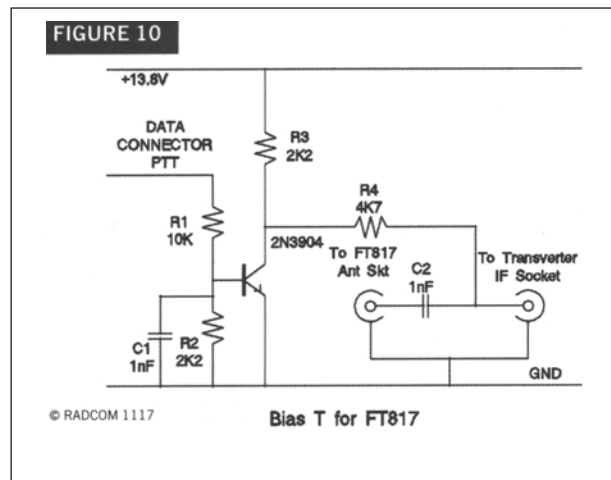 FIGURE 10
+13.8V
DATA
CONNECTOR
PTT
R3
2K2
R4
4K7
R1
10K
2N3904
To FT817
Ant Skt
C2
1nF
To Transverter
IF Socket
C1
1nF
R2
2K2
GND
© RADCOM 1117
Bias T for FT817